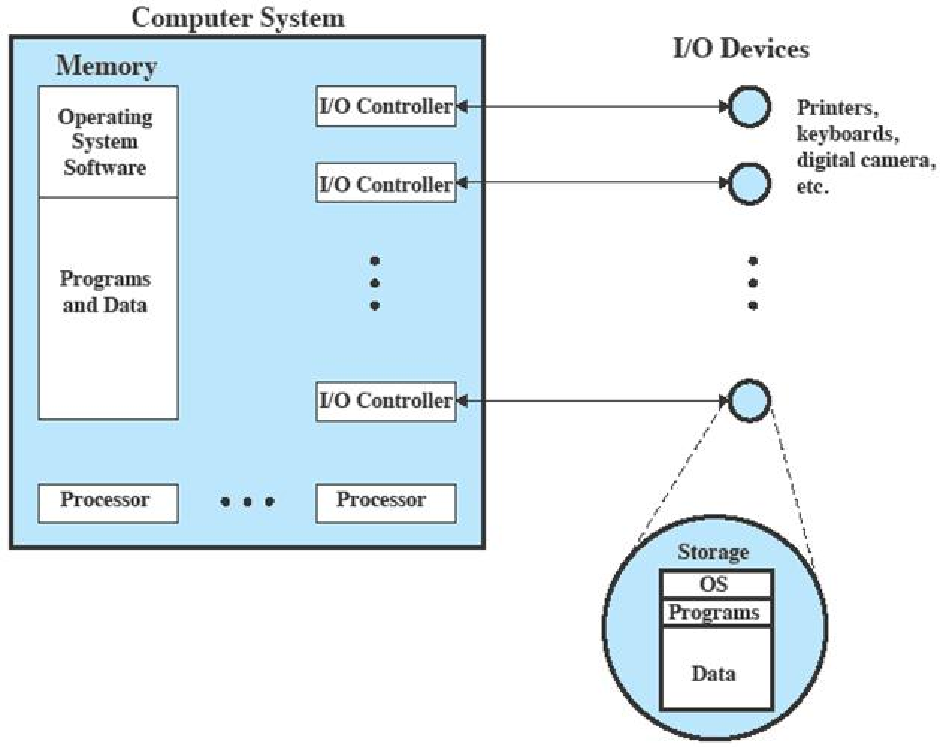 Computer System
Memory
Operating
System
Software
Programs
and Data
I/O Controller
I/O Controller
I/O Controller
Processor
Processor
I/O Devices
Printers,
keyboards,
digital camera,
etc.
Storage
OS
Programs
Data